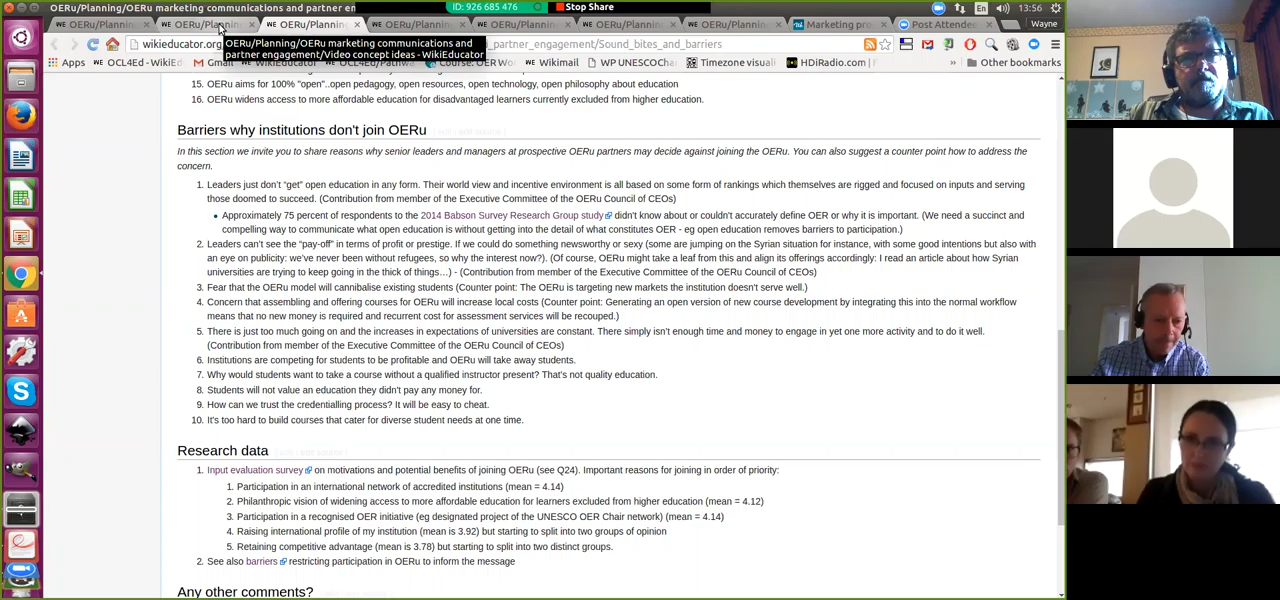 OERu/Planning/OERu marketing communications and partner en
ID: 926 685 476
Stop Share
En
13:56
Wayne
OERu/Planning
OERu/Planning
OERu/Planning
OERu/Planning
OERu/Planning
OERu/Planning
OERu/Planning
Marketing pro
Post Attende
wikieducator.org
_partner_engagement/Sound_bites_and_barriers
OERu/Planning/OERu marketing communications and
partner engagement/Video concept ideas - WikiEducator
Apps
OCL4Ed - WikiE
Gmail
WikiEducator
OCL4Ed/Pathwa
Course: OER Wo
Wikimail
WP UNESCOCha
Timezone visuali
HDiRadio.com | F
»
Other bookmarks
15. OERu aims for 100% "open"..open pedagogy, open resources, open technology, open philosophy about education
16. OERu widens access to more affordable education for disadvantaged learners currently excluded from higher education.
Barriers why institutions don't join OERu
In this section we invite you to share reasons why senior leaders and managers at prospective OERu partners may decide against joining the OERu. You can also suggest a counter point how to address the
concern.
1. Leaders just don't "get" open education in any form. Their world view and incentive environment is all based on some form of rankings which themselves are rigged and focused on inputs and serving
those doomed to succeed. (Contribution from member of the Executive Committee of the OERu Council of CEOs)
Approximately 75 percent of respondents to the 2014 Babson Survey Research Group study didn't know about or couldn't accurately define OER or why it is important. (We need a succinct and
compelling way to communicate what open education is without getting into the detail of what constitutes OER - eg open education removes barriers to participation.)
2. Leaders can't see the "pay-off" in terms of profit or prestige. If we could do something newsworthy or sexy (some are jumping on the Syrian situation for instance, with some good intentions but also with
an eye on publicity: we've never been without refugees, so why the interest now?). (Of course, OERu might take a leaf from this and align its offerings accordingly: I read an article about how Syrian
universities are trying to keep going in the thick of things…) - (Contribution from member of the Executive Committee of the OERu Council of CEOs)
3. Fear that the OERu model will cannibalise existing students (Counter point: The OERu is targeting new markets the institution doesn't serve well.)
4. Concern that assembling and offering courses for OERu will increase local costs (Counter point: Generating an open version of new course development by integrating this into the normal workflow
means that no new money is required and recurrent cost for assessment services will be recouped.)
5. There is just too much going on and the increases in expectations of universities are constant. There simply isn't enough time and money to engage in yet one more activity and to do it well.
(Contribution from member of the Executive Committee of the OERu Council of CEOs)
6. Institutions are competing for students to be profitable and OERu will take away students.
7. Why would students want to take a course without a qualified instructor present? That's not quality education.
8. Students will not value an education they didn't pay any money for.
9. How can we trust the credentialling process? It will be easy to cheat.
10. It's too hard to build courses that cater for diverse student needs at one time.
Research data
1. Input evaluation survey on motivations and potential benefits of joining OERu (see Q24). Important reasons for joining in order of priority:
1. Participation in an international network of accredited institutions (mean = 4.14)
2. Philanthropic vision of widening access to more affordable education for learners excluded from higher education (mean = 4.12)
3. Participation in a recognised OER initiative (eg designated project of the UNESCO OER Chair network) (mean = 4.14)
4. Raising international profile of my institution (mean is 3.92) but starting to split into two groups of opinion
5. Retaining competitive advantage (mean is 3.78) but starting to split into two distinct groups.
2. See also barriers restricting participation in OERu to inform the message
Any other comments?